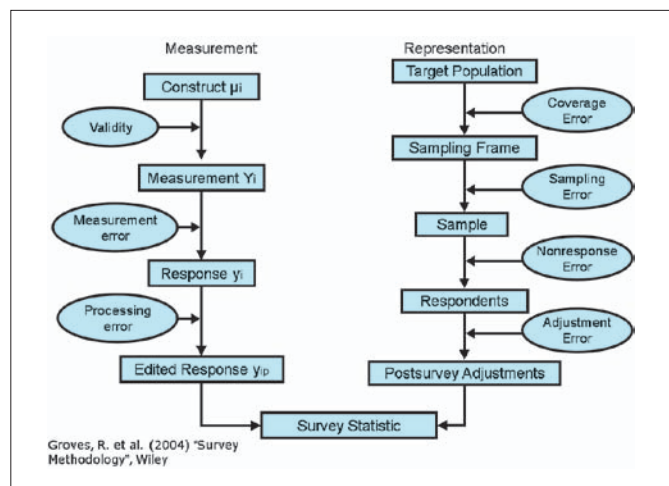 Measurement
Construct μi
Validity
Measurement Yi
Measurement
error
Response yi
Processing
error
Edited Response yip
Representation
Target Population
Coverage
Error
Sampling Frame
Sampling
Error
Sample
Nonresponse
Error
Respondents
Adjustment
Error
Postsurvey Adjustments
Survey Statistic
Groves, R. et al. (2004) "Survey
Methodology", Wiley